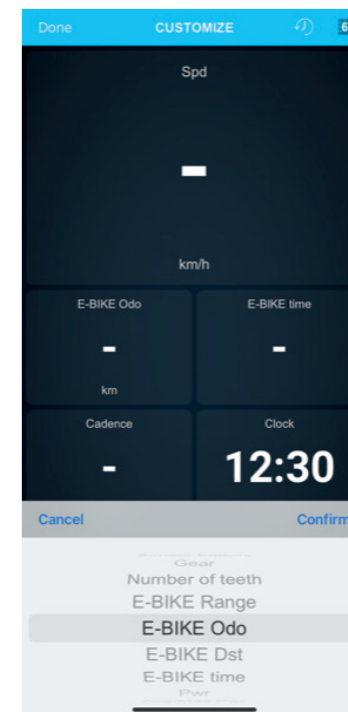 Done CUSTOMIZE 6
Spd
-
km/h
E-BIKE Odo E-BIKE time
- -
km
Cadence Clock
- 12:30
Cancel Confirm
Gear
Number of teeth
E-BIKE Range
E-BIKE Odo
E-BIKE Dst
E-BIKE time
Pwr